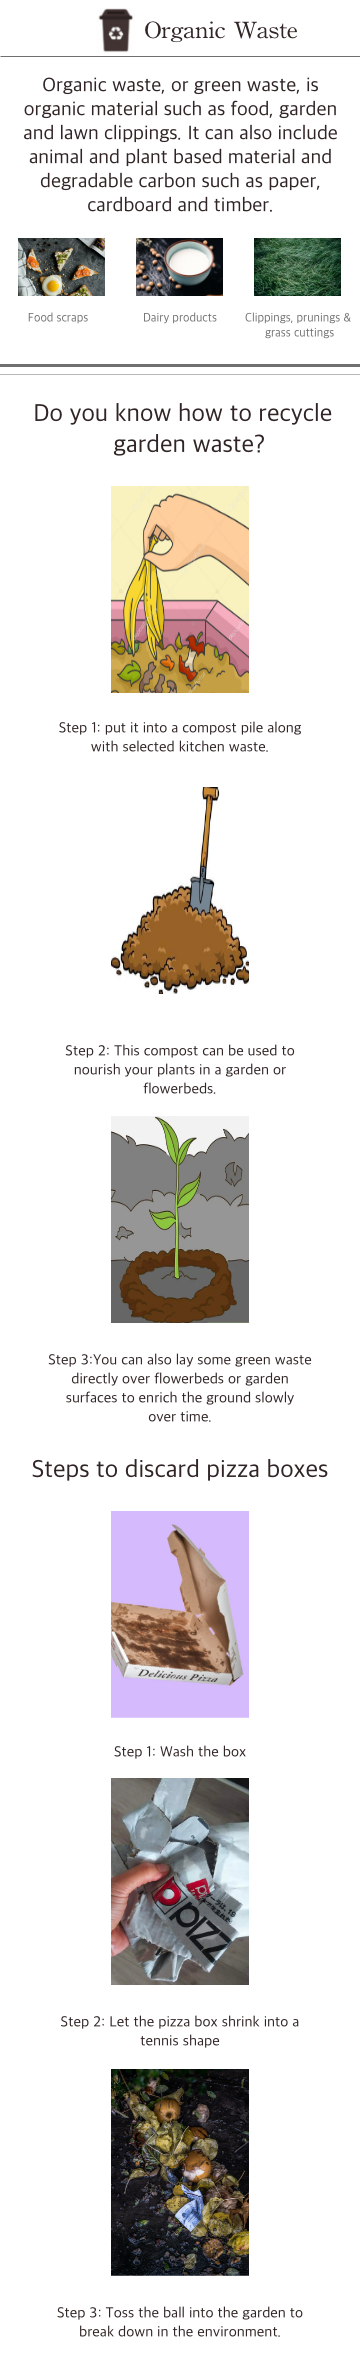 Organic Waste
Organic waste, or green waste, is
organic material such as food, garden
and lawn clippings. It can also include
animal and plant based material and
degradable carbon such as paper,
cardboard and timber.
Food scraps
Dairy products
Clippings, prunings &
grass cuttings
Do you know how to recycle
garden waste?
Step 1: put it into a compost pile along
with selected kitchen waste.
Step 2: This compost can be used to
nourish your plants in a garden or
flowerbeds.
Step 3:You can also lay some green waste
directly over flowerbeds or garden
surfaces to enrich the ground slowly
over time.
Steps to discard pizza boxes
Delicious Pizza
Step 1: Wash the box
PIZZ
Step 2: Let the pizza box shrink into a
tennis shape
Step 3: Toss the ball into the garden to
break down in the environment.